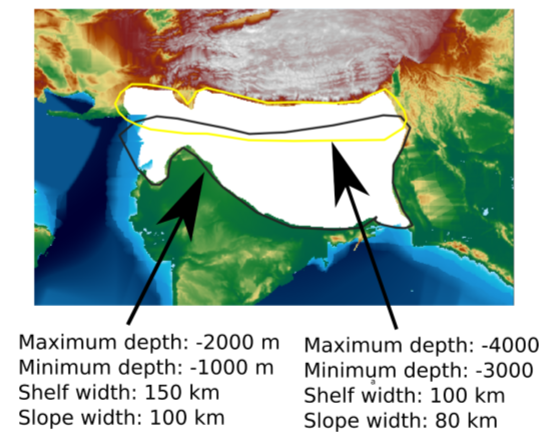 Maximum depth: -2000 m
Minimum depth: -1000 m
Shelf width: 150 km
Slope width: 100 km
Maximum depth: -4000
Minimum depth: -3000
a
Shelf width: 100 km
Slope width: 80 km